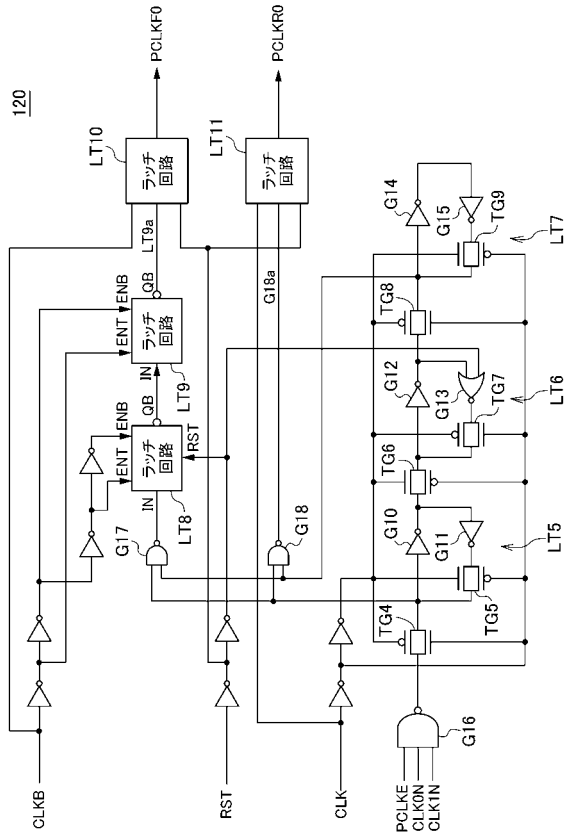 120
CLKB
RST
CLK
PCLKE
CLK0N
CLK1N
PCLKF0
PCLKR0
LT10
ラッチ
回路
LT11
ラッチ
回路
LT9a
G18a
QB
ENB
ENT
IN
ラッチ
回路
LT9
QB
ENB
ENT
IN
RST
ラッチ
回路
LT8
G17
G18
G14
G15
TG9
LT7
TG8
G12
G13
TG7
LT6
TG6
G10
G11
LT5
TG4
TG5
G16